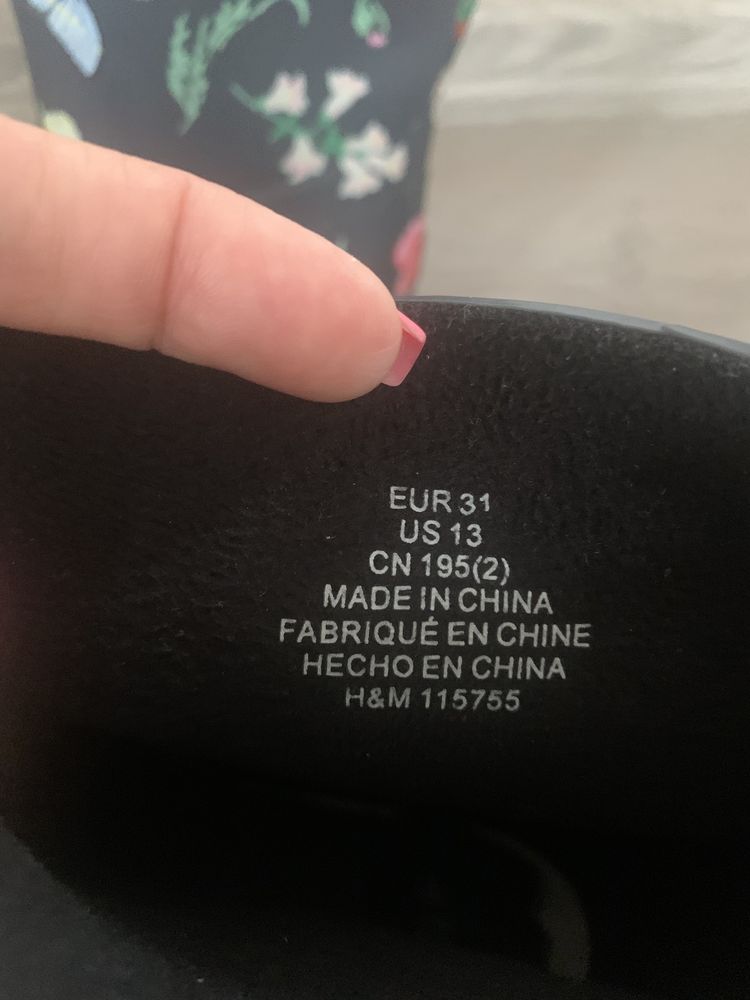 EUR 31
US 13
CN 195(2)
MADE IN CHINA
FABRIQUÉ EN CHINE
HECHO EN CHINA
H&M 115755